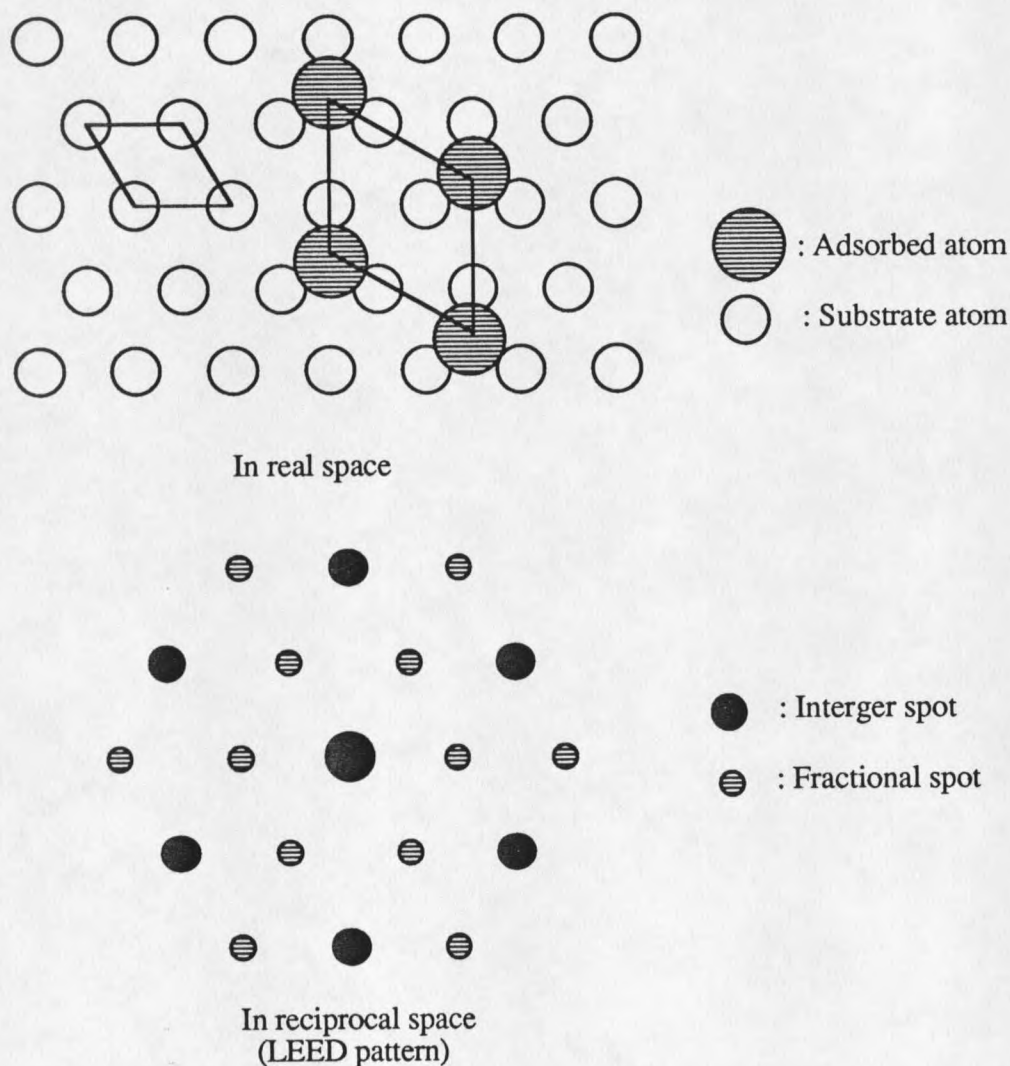 : Adsorbed atom
: Substrate atom
In real space
: Interger spot
: Fractional spot
In reciprocal space
(LEED pattern)